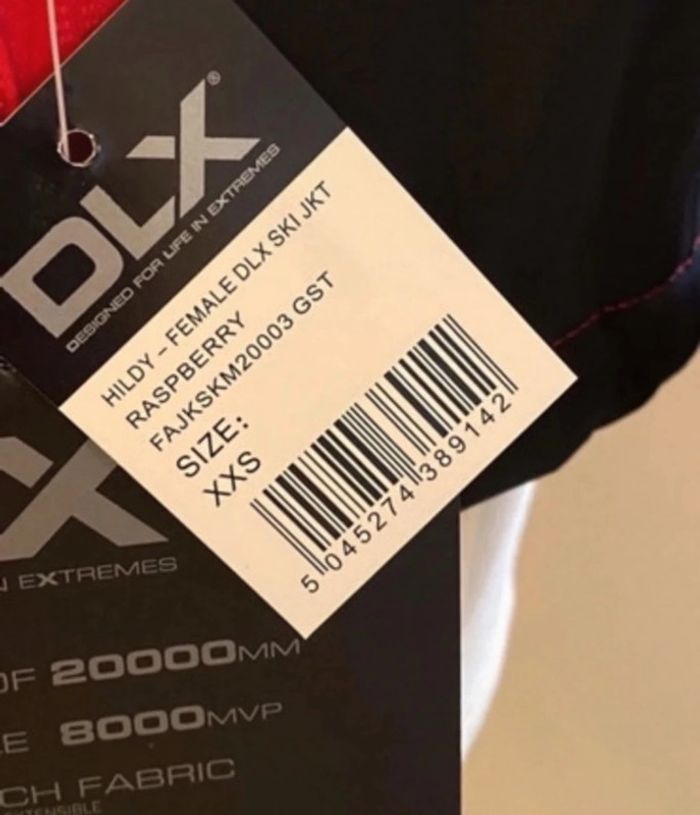 DLX®
DESIGNED FOR LIFE IN EXTREMES
HILDY – FEMALE DLX SKI JKT
RASPBERRY
FAJKSKM20003 GST
SIZE:
XXS
5 045274 389142
EXTREMES
20000MM
8000MVP
FABRIC